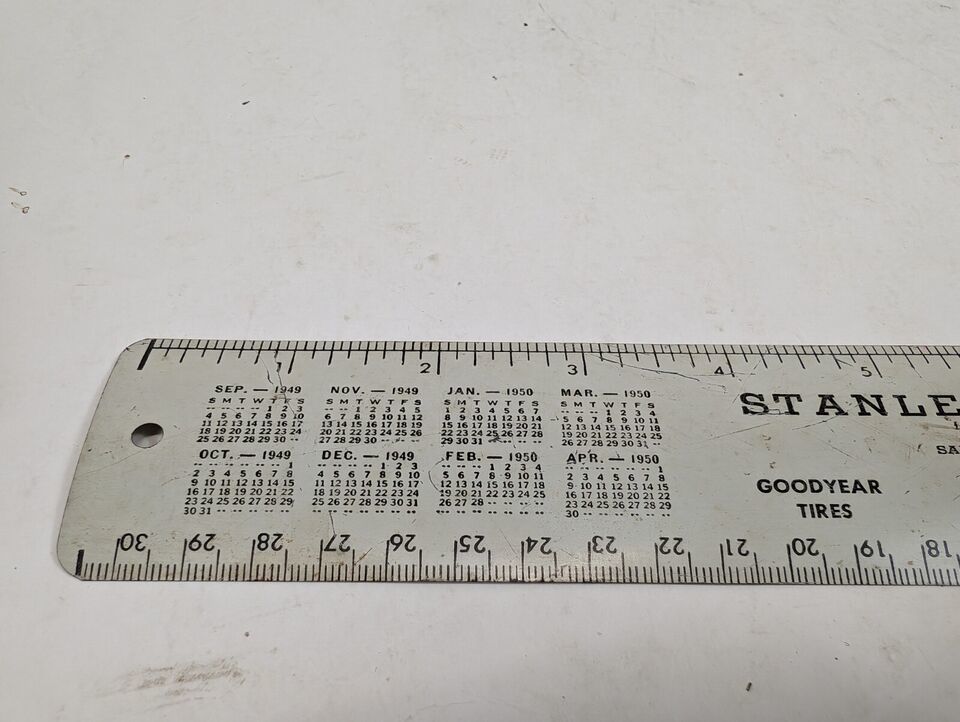 1 2 3 4 5
SEP. — 1949 NOV. — 1949 JAN. — 1950 MAR. — 1950
S M T W T F S S M T W T F S S M T W T F S S M T W T F S
-- -- -- -- 1 2 3 -- -- 1 2 3 4 5 1 2 3 4 5 6 7 -- -- -- 1 2 3 4
4 5 6 7 8 9 10 6 7 8 9 10 11 12 8 9 10 11 12 13 14 5 6 7 8 9 10 11
11 12 13 14 15 16 17 13 14 15 16 17 18 19 15 16 17 18 19 20 21 12 13 14 15 16 17 18
18 19 20 21 22 23 24 20 21 22 23 24 25 26 22 23 24 25 26 27 28 19 20 21 22 23 24 25
25 26 27 28 29 30 -- 27 28 29 30 -- -- -- 29 30 31 -- -- -- -- 26 27 28 29 30 31 --
OCT. — 1949 DEC. — 1949 FEB. — 1950 APR. — 1950
-- -- -- -- -- -- 1 -- -- -- -- 1 2 3 -- -- -- 1 2 3 4 -- -- -- -- -- -- 1
2 3 4 5 6 7 8 4 5 6 7 8 9 10 5 6 7 8 9 10 11 2 3 4 5 6 7 8
9 10 11 12 13 14 15 11 12 13 14 15 16 17 12 13 14 15 16 17 18 9 10 11 12 13 14 15
16 17 18 19 20 21 22 18 19 20 21 22 23 24 19 20 21 22 23 24 25 16 17 18 19 20 21 22
23 24 25 26 27 28 29 25 26 27 28 29 30 31 26 27 28 -- -- -- -- 23 24 25 26 27 28 29
30 31 -- -- -- -- -- -- -- -- -- -- -- -- -- -- -- -- -- -- -- 30 -- -- -- -- -- --
STANLE
SA
GOODYEAR
TIRES
30 29 28 27 26 25 24 23 22 21 20 19 18